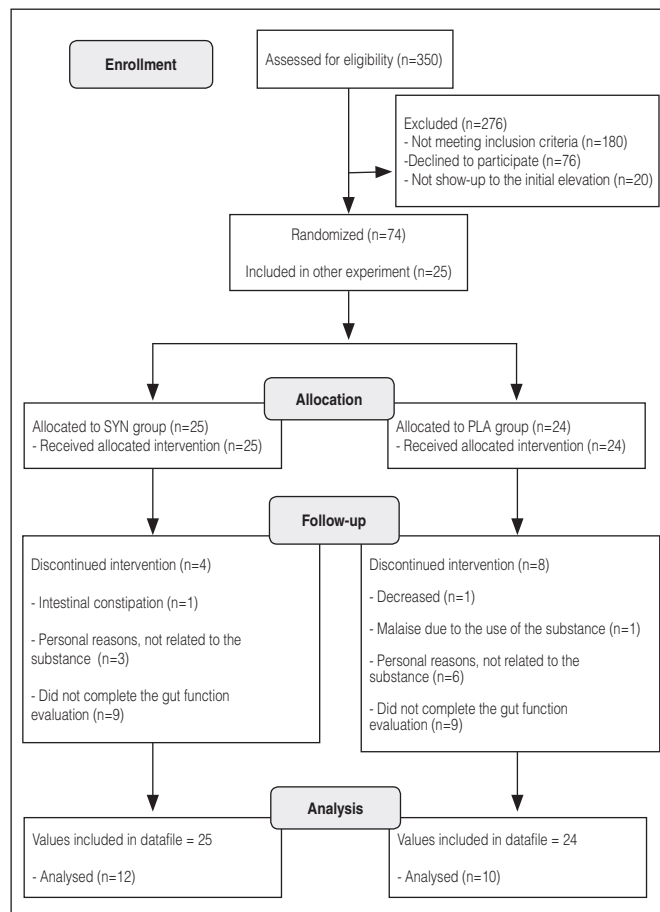 Enrollment
Assessed for eligibility (n=350)
Excluded (n=276)
- Not meeting inclusion criteria (n=180)
-Declined to participate (n=76)
- Not show-up to the initial elevation (n=20)
Randomized (n=74)
Included in other experiment (n=25)
Allocation
Allocated to SYN group (n=25)
- Received allocated intervention (n=25)
Allocated to PLA group (n=24)
- Received allocated intervention (n=24)
Follow-up
Discontinued intervention (n=4)
- Intestinal constipation (n=1)
- Personal reasons, not related to the
substance (n=3)
- Did not complete the gut function
evaluation (n=9)
Discontinued intervention (n=8)
- Decreased (n=1)
- Malaise due to the use of the substance (n=1)
- Personal reasons, not related to the
substance (n=6)
- Did not complete the gut function
evaluation (n=9)
Analysis
Values included in datafile = 25
- Analysed (n=12)
Values included in datafile = 24
- Analysed (n=10)